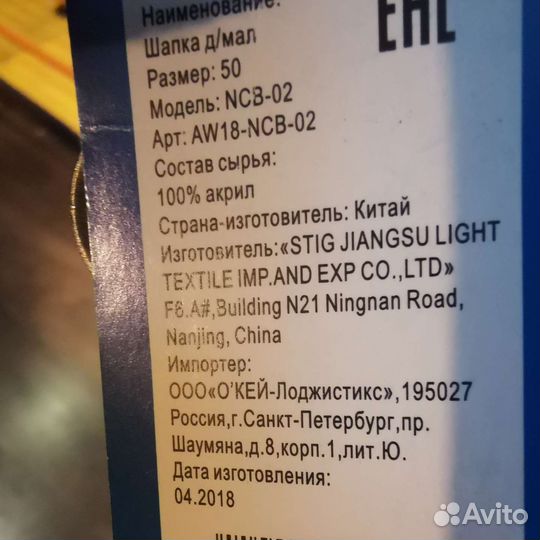 Наименование:
EAC
Шапка д/мал
Размер: 50
Модель: NCB-02
Арт: AW18-NCB-02
Состав сырья:
100% акрил
Страна-изготовитель: Китай
Изготовитель:«STIG JIANGSU LIGHT
TEXTILE IMP.AND EXP CO.,LTD»
F6.A#,Building N21 Ningnan Road,
Nanjing, China
Импортер:
ООО«О'КЕЙ-Лоджистикс»,195027
Россия,г.Санкт-Петербург,пр.
Шаумяна,д.8,корп.1,лит.Ю.
Дата изготовления:
04.2018
Avito